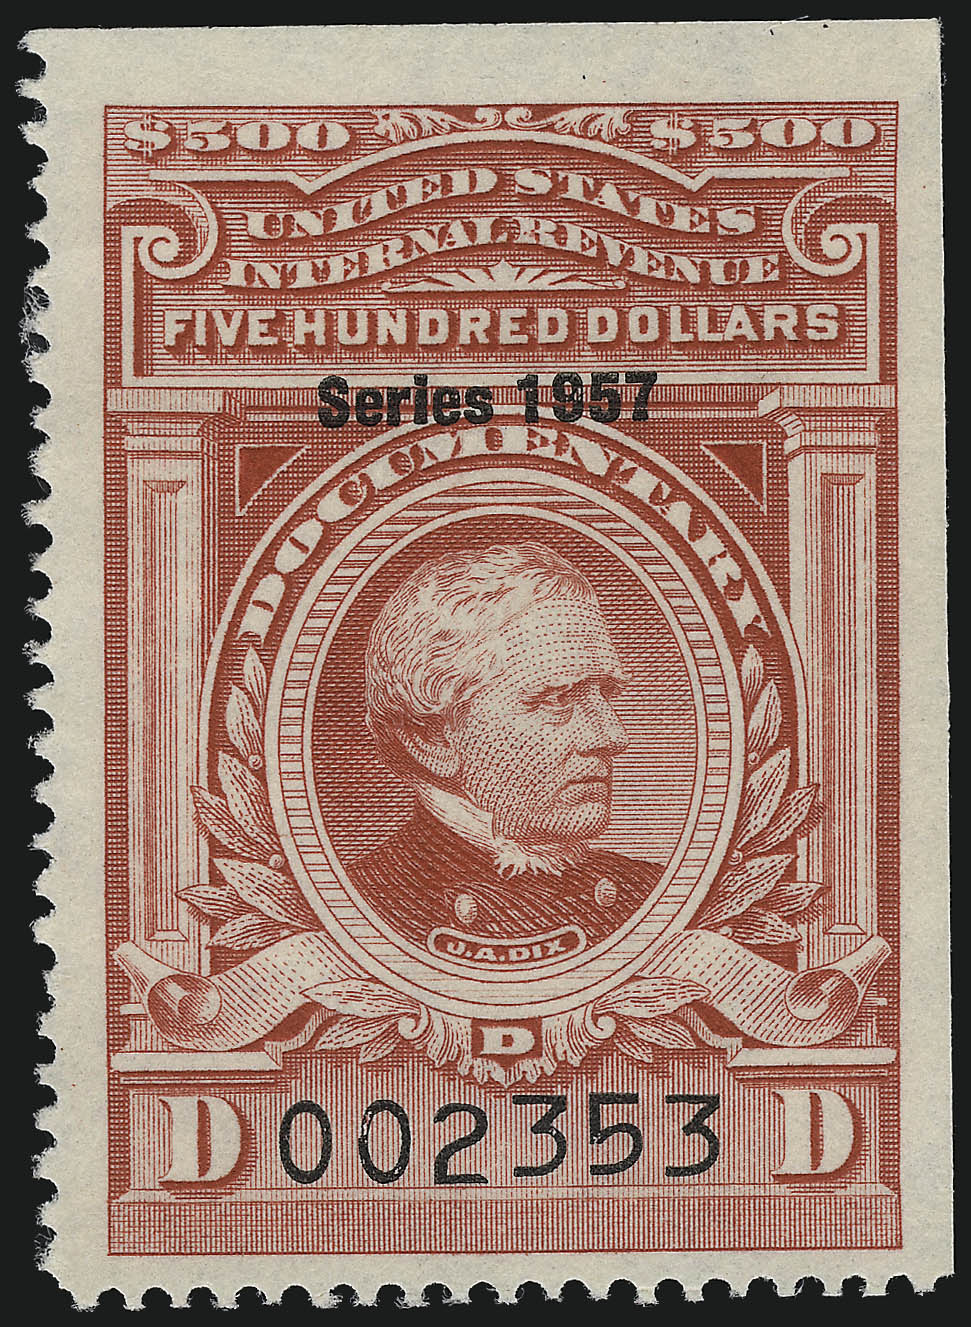 $500 $500
UNITED STATES
INTERNAL REVENUE
FIVE HUNDRED DOLLARS
Series 1957
DOCUMENTARY
J.A.DIX
D
D 002353 D